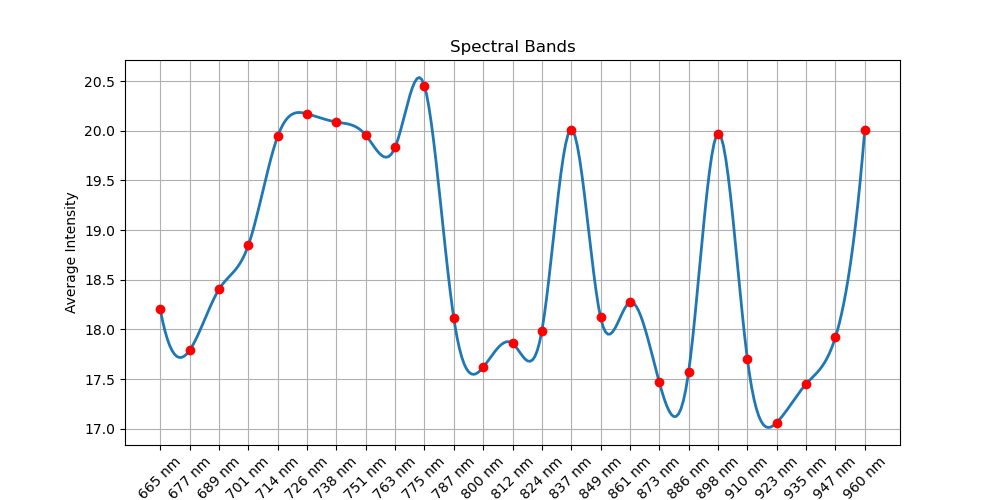 Spectral Bands
Average Intensity
20.5
20.0
19.5
19.0
18.5
18.0
17.5
17.0
665 nm
677 nm
689 nm
701 nm
714 nm
726 nm
738 nm
751 nm
763 nm
775 nm
787 nm
800 nm
812 nm
824 nm
837 nm
849 nm
861 nm
873 nm
886 nm
898 nm
910 nm
923 nm
935 nm
947 nm
960 nm